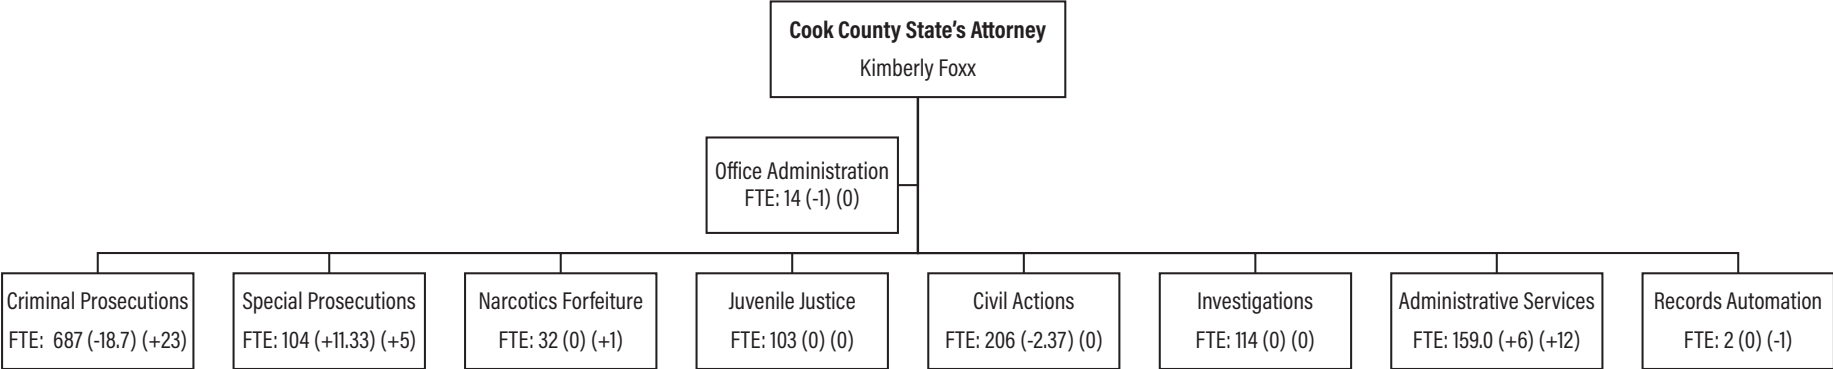 Cook County State's Attorney
Kimberly Foxx
Office Administration
FTE: 14 (-1) (0)
Criminal Prosecutions
FTE: 687 (-18.7) (+23)
Special Prosecutions
FTE: 104 (+11.33) (+5)
Narcotics Forfeiture
FTE: 32 (0) (+1)
Juvenile Justice
FTE: 103 (0) (0)
Civil Actions
FTE: 206 (-2.37) (0)
Investigations
FTE: 114 (0) (0)
Administrative Services
FTE: 159.0 (+6) (+12)
Records Automation
FTE: 2 (0) (-1)